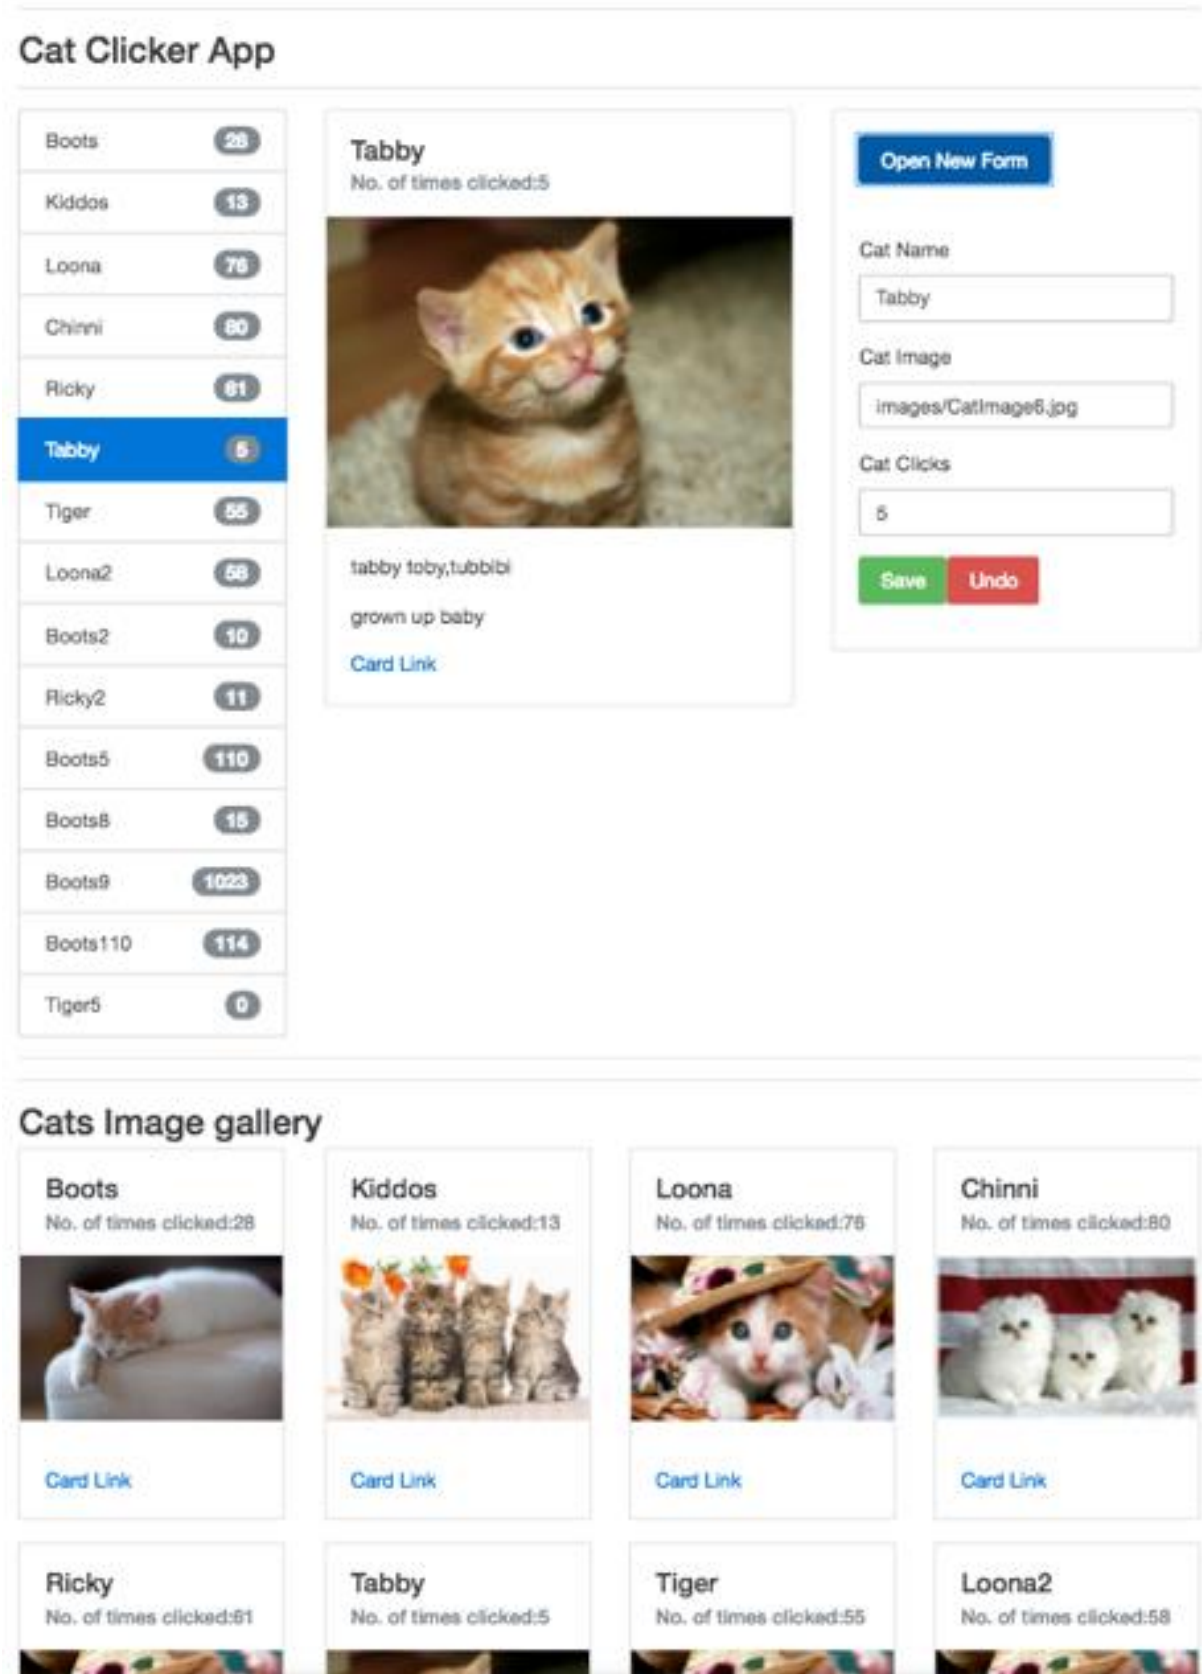 Cat Clicker App
Boots 28
Kiddos 13
Loona 76
Chinni 80
Ricky 61
Tabby 5
Tiger 55
Loona2 58
Boots2 10
Ricky2 11
Boots5 110
Boots8 15
Boots9 1023
Boots110 114
Tiger5 0
Tabby
No. of times clicked:5
tabby toby,tubbibi
grown up baby
Card Link
Open New Form
Cat Name
Tabby
Cat Image
images/CatImage6.jpg
Cat Clicks
5
Save Undo
Cats Image gallery
Boots
No. of times clicked:28
Card Link
Kiddos
No. of times clicked:13
Card Link
Loona
No. of times clicked:76
Card Link
Chinni
No. of times clicked:80
Card Link
Ricky
No. of times clicked:61
Tabby
No. of times clicked:5
Tiger
No. of times clicked:55
Loona2
No. of times clicked:58